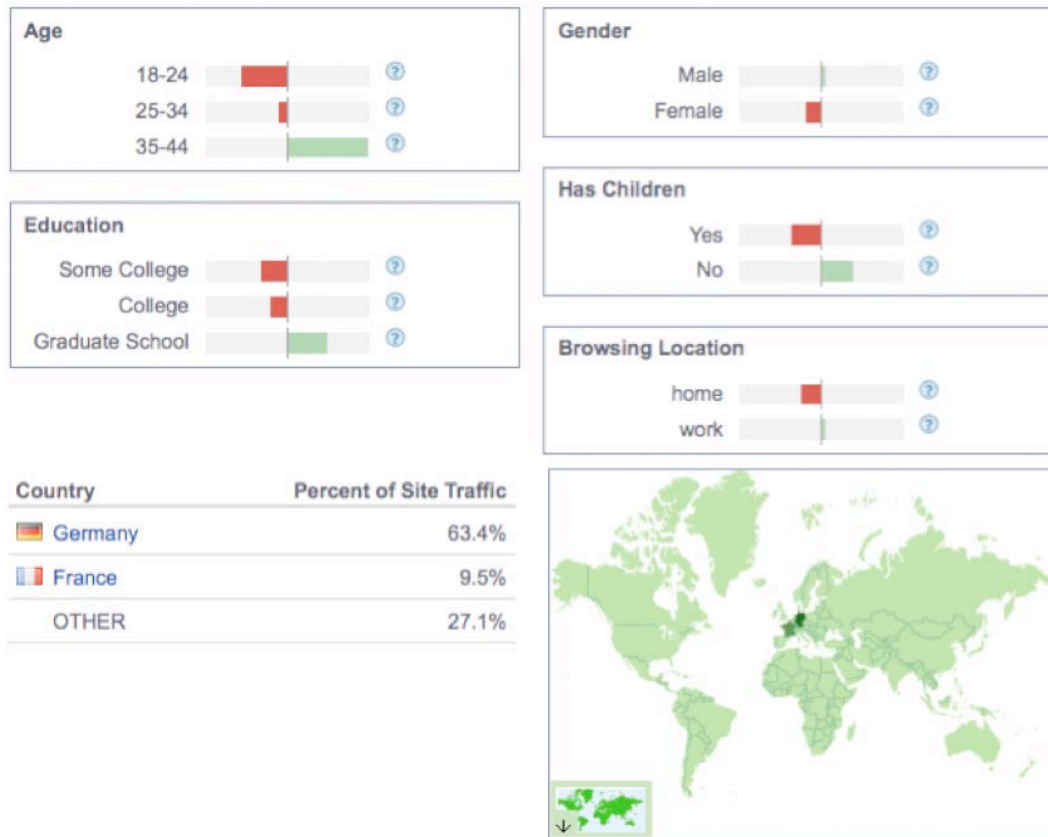 Age
18-24 ?
25-34 ?
35-44 ?
Education
Some College ?
College ?
Graduate School ?
Gender
Male ?
Female ?
Has Children
Yes ?
No ?
Browsing Location
home ?
work ?
Country Percent of Site Traffic
Germany 63.4%
France 9.5%
OTHER 27.1%